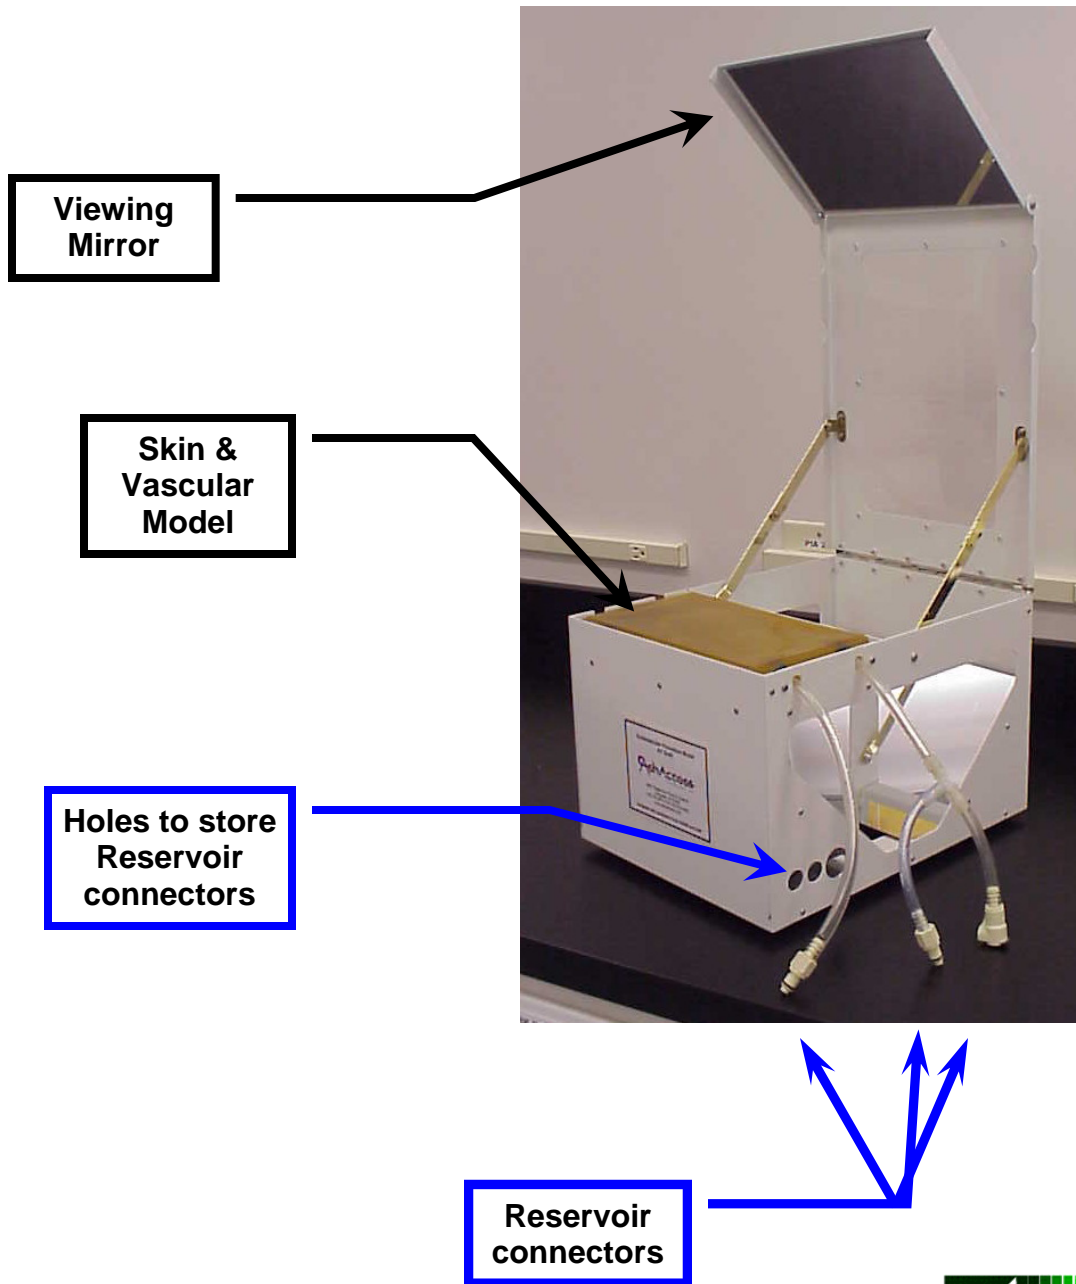 Viewing
Mirror
Skin &
Vascular
Model
Holes to store
Reservoir
connectors
Reservoir
connectors